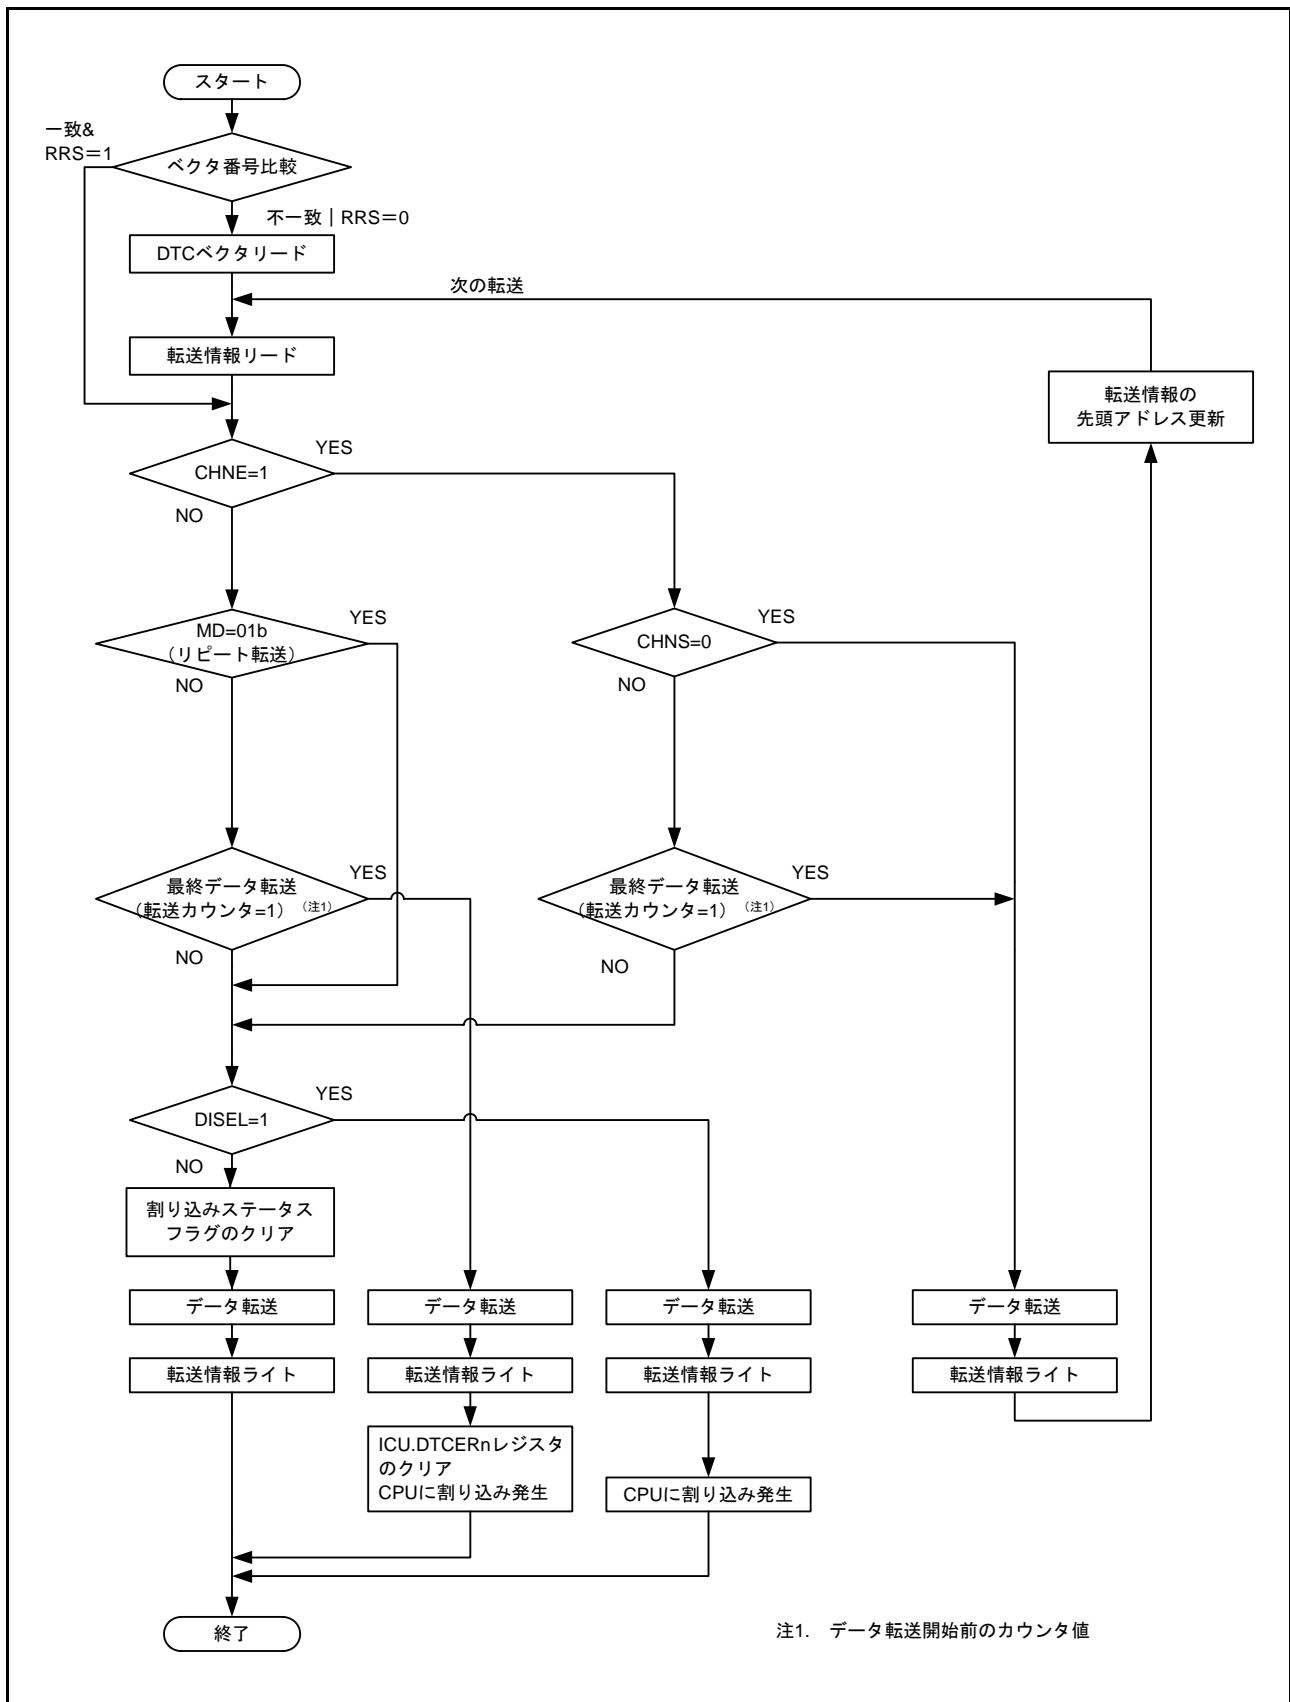 スタート
一致&
RRS＝1
ベクタ番号比較
不一致｜RRS＝0
DTCベクタリード
次の転送
転送情報リード
転送情報の
先頭アドレス更新
YES
CHNE=1
NO
YES
MD=01b
（リピート転送）
NO
YES
CHNS=0
NO
YES
最終データ転送
（転送カウンタ=1）（注1）
NO
YES
最終データ転送
（転送カウンタ=1）（注1）
NO
YES
DISEL=1
NO
割り込みステータス
フラグのクリア
データ転送
データ転送
データ転送
データ転送
転送情報ライト
転送情報ライト
転送情報ライト
転送情報ライト
ICU.DTCERnレジスタ
のクリア
CPUに割り込み発生
CPUに割り込み発生
終了
注1.　データ転送開始前のカウンタ値